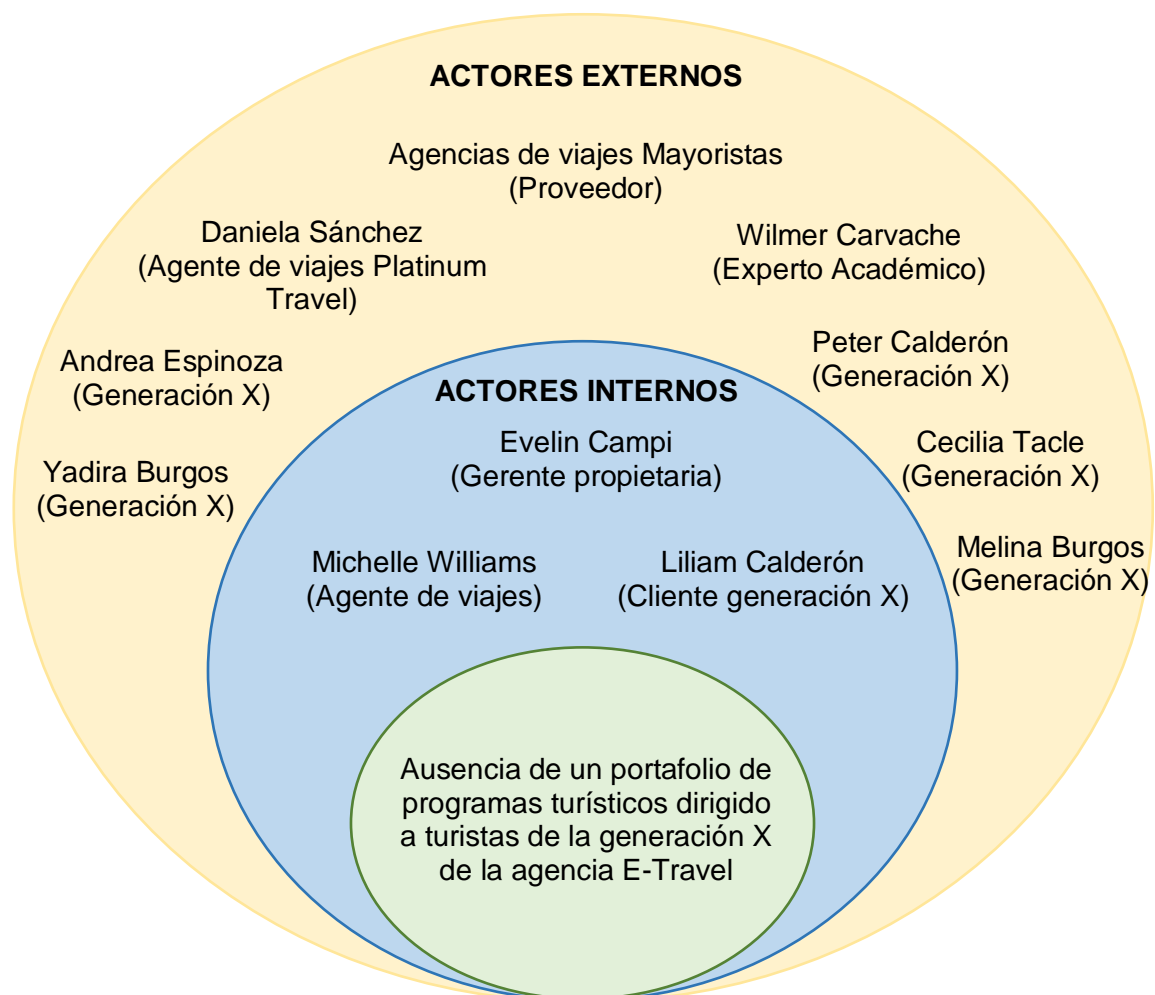 ACTORES EXTERNOS
Agencias de viajes Mayoristas
(Proveedor)
Daniela Sánchez
(Agente de viajes Platinum
Travel)
Wilmer Carvache
(Experto Académico)
Andrea Espinoza
(Generación X)
Peter Calderón
(Generación X)
Yadira Burgos
(Generación X)
Cecilia Tacle
(Generación X)
Melina Burgos
(Generación X)
ACTORES INTERNOS
Evelin Campi
(Gerente propietaria)
Michelle Williams
(Agente de viajes)
Liliam Calderón
(Cliente generación X)
Ausencia de un portafolio de
programas turísticos dirigido
a turistas de la generación X
de la agencia E-Travel